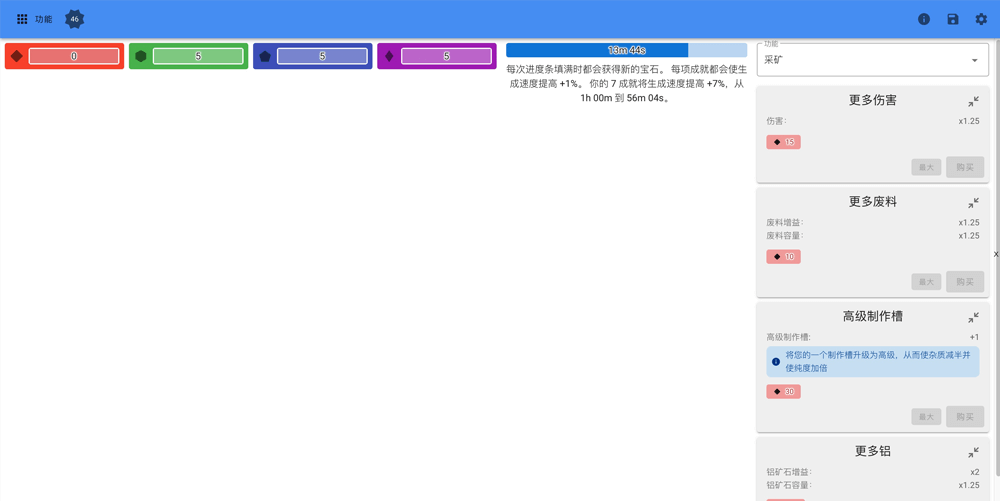 功能
46
0
5
5
5
13m 44s
每次进度条填满时都会获得新的宝石。 每项成就都会使生
成速度提高 +1%。 你的 7 成就将生成速度提高 +7%，从
1h 00m 到 56m 04s。
功能
采矿
更多伤害
伤害：
x1.25
15
最大
购买
更多废料
废料增益：
x1.25
废料容量：
x1.25
10
最大
购买
高级制作槽
高级制作槽:
+1
将您的一个制作槽升级为高级，从而使杂质减半并
使纯度加倍
30
最大
购买
更多铝
铝矿石增益：
x2
铝矿石容量：
x1.25
x